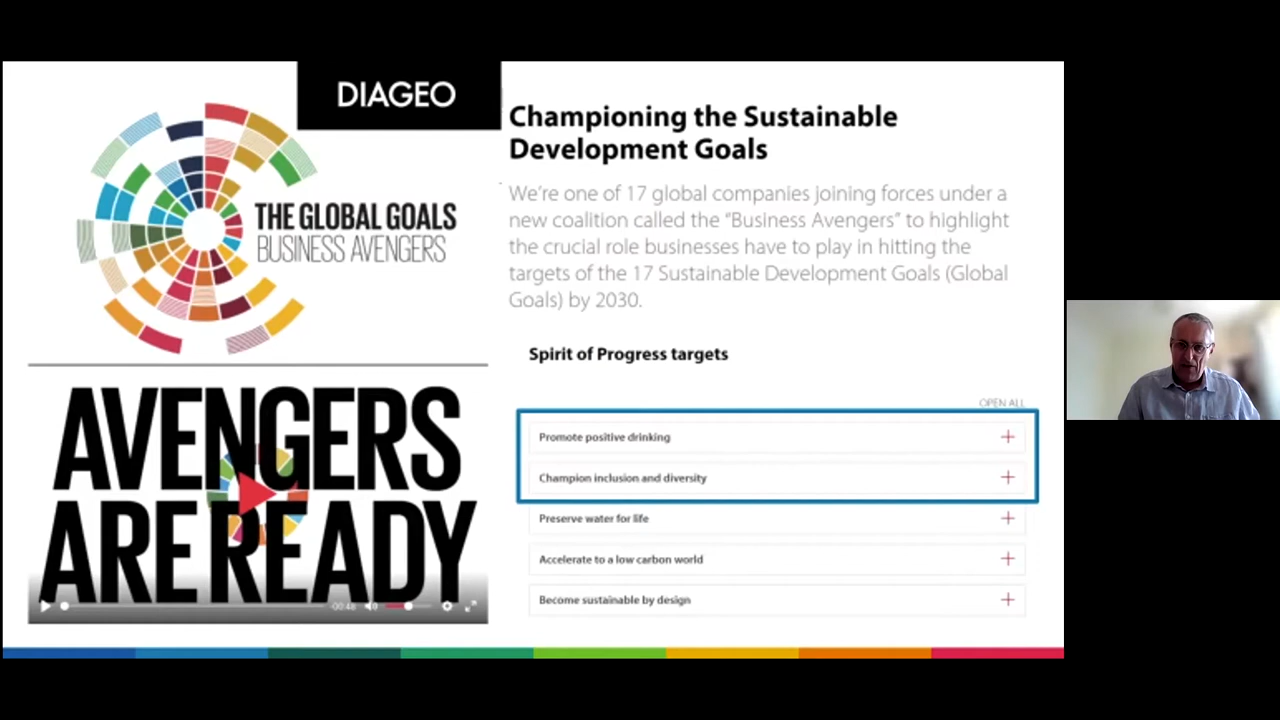 DIAGEO
THE GLOBAL GOALS
BUSINESS AVENGERS
AVENGERS
ARE READY
-00:48
Championing the Sustainable
Development Goals
We're one of 17 global companies joining forces under a
new coalition called the “Business Avengers” to highlight
the crucial role businesses have to play in hitting the
targets of the 17 Sustainable Development Goals (Global
Goals) by 2030.
Spirit of Progress targets
OPEN ALL
Promote positive drinking
Champion inclusion and diversity
Preserve water for life
Accelerate to a low carbon world
Become sustainable by design